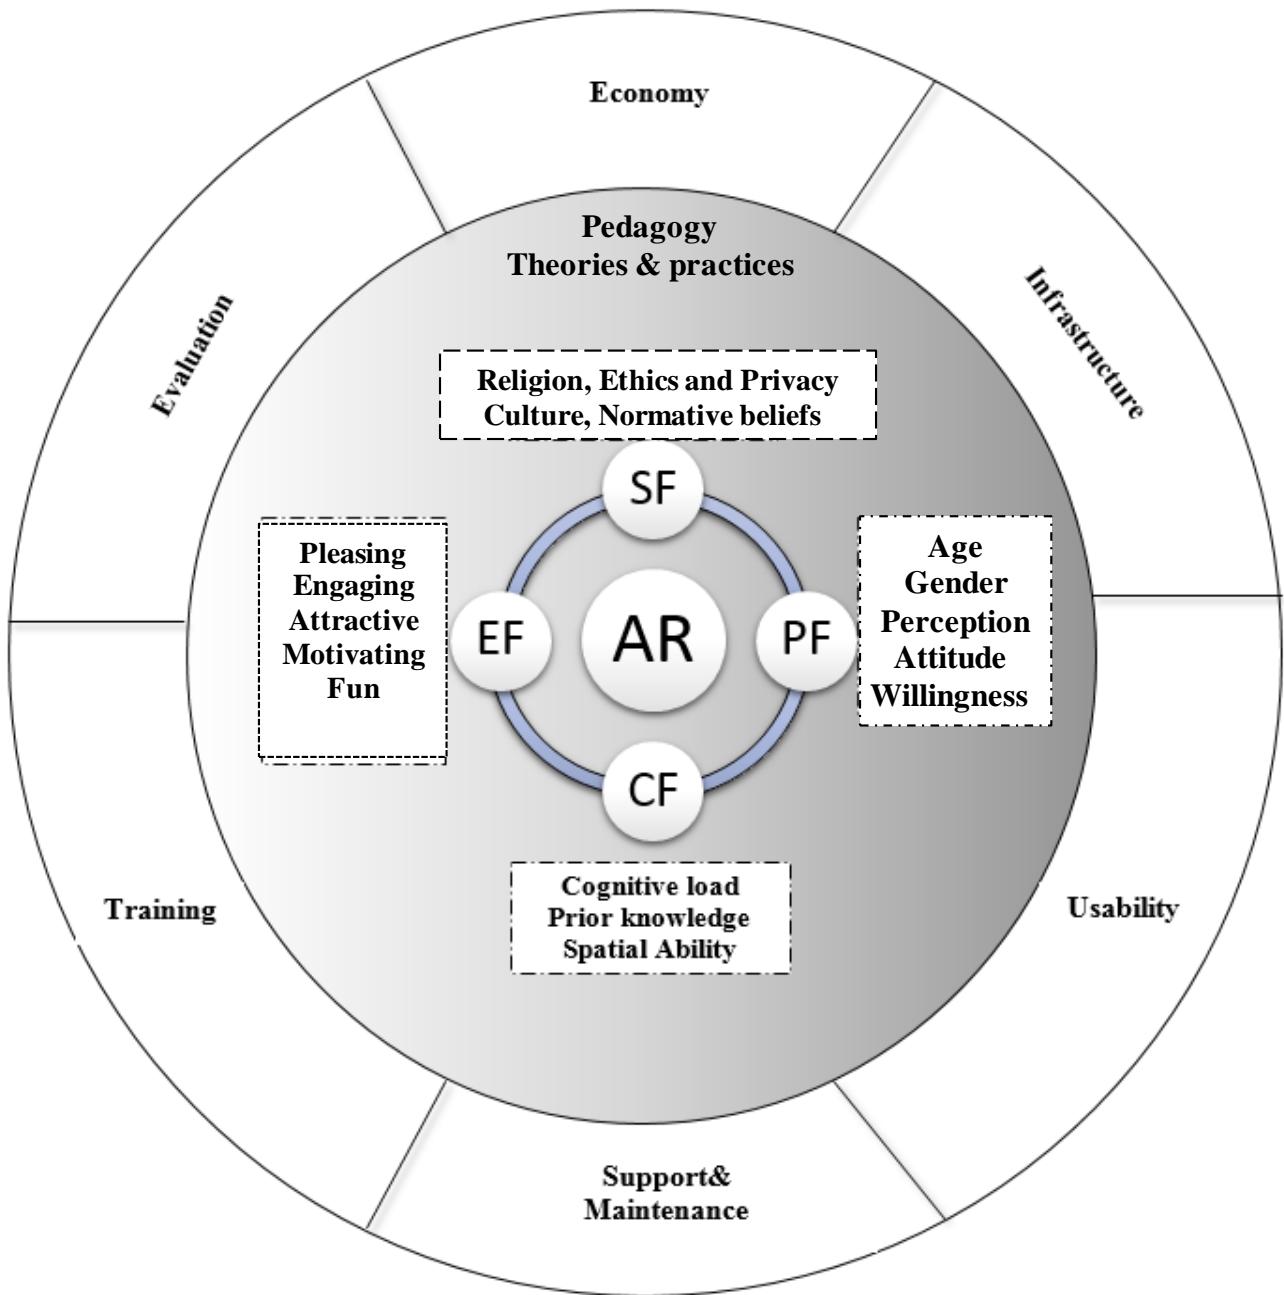 Economy
Infrastructure
Evaluation
Pedagogy
Theories & practices
Religion, Ethics and Privacy
Culture, Normative beliefs
SF
Pleasing
Engaging
Attractive
Motivating
Fun
EF
AR
PF
Age
Gender
Perception
Attitude
Willingness
CF
Cognitive load
Prior knowledge
Spatial Ability
Training
Usability
Support&
Maintenance